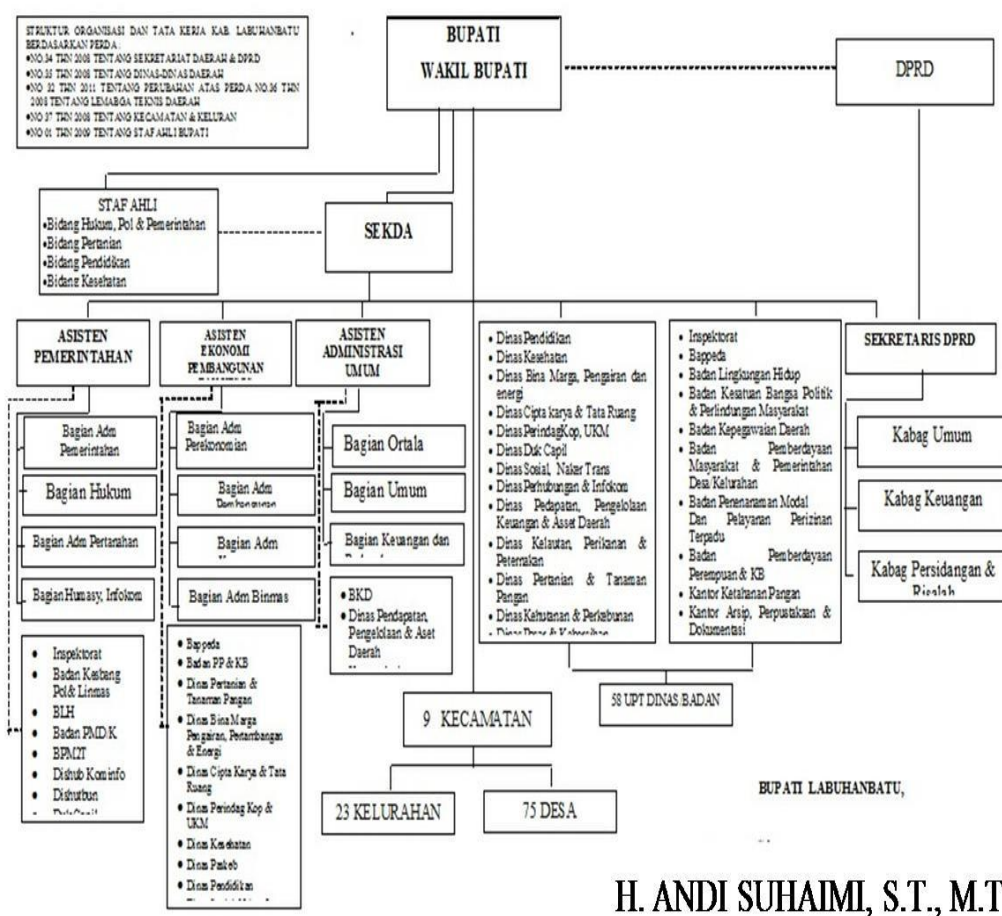 STRUKTUR ORGANISASI DAN TATA KERJA KAB. LABUHANBATU
BERDASARKAN PERDA :
●NO.34 THN 2008 TENTANG SEKRETARIAT DAERAH & DPRD
●NO.35 THN 2008 TENTANG DINAS-DINAS DAERAH
●NO 32 THN 2011 TENTANG PERUBAHAN ATAS PERDA NO.36 THN
2008 TENTANG LEMABGA TEKNIS DAERAH
●NO 37 THN 2008 TENTANG KECAMATAN & KELURAN
●NO 01 THN 2009 TENTANG STAF AHLI BUPATI
BUPATI
WAKIL BUPATI
DPRD
STAF AHLI
●Bidang Hukum, Pol & Pemerintahan
●Bidang Pertanian
●Bidang Pendidikan
●Bidang Kesehatan
SEKDA
ASISTEN
PEMERINTAHAN
ASISTEN
EKONOMI
PEMBANGUNAN
ASISTEN
ADMINISTRASI
UMUM
SEKRETARIS DPRD
Bagian Adm
Pemerintahan
Bagian Hukum
Bagian Adm Pertanahan
Bagian Humasy, Infokom
● Inspektorat
● Badan Kesbang
Pol & Linmas
● BLH
● Badan PMD/K
● BPM2T
● Dishub Kominfo
● Dishutbun
Bagian Adm
Perekonomian
Bagian Adm
Bagian Adm
Bagian Adm Binmas
● Bappeda
● Badan PP & KB
● Dinas Pertanian &
Tanaman Pangan
● Dinas Bina Marga
Pengairan, Pertambangan
& Energi
● Dinas Cipta Karya & Tata
Ruang
● Dinas Perindag Kop &
UKM
● Dinas Kesehatan
● Dinas Paskeb
● Dinas Pendidikan
Bagian Ortala
Bagian Umum
Bagian Keuangan dan
● BKD
● Dinas Pendapatan,
Pengelolaan & Aset
Daerah
● Dinas Pendidikan
● Dinas Kesehatan
● Dinas Bina Marga, Pengairan dan
energi
● Dinas Cipta karya & Tata Ruang
● Dinas PerindagKop, UKM
● Dinas Duk Capil
● Dinas Sosial, Naker Trans
● Dinas Perhubungan & Infokom
● Dinas Pedapatan, Pengelolaan
Keuangan & Asset Daerah
● Dinas Kelautan, Perikanan &
Peternakan
● Dinas Pertanian & Tanaman
Pangan
● Dinas Kehutanan & Perkebunan
● Inspektorat
● Bappeda
● Badan Lingkungan Hidup
● Badan Kesatuan Bangsa Politik
& Perlindungan Masyarakat
● Badan Kepegawaian Daerah
● Badan Pemberdayaan
Masyarakat & Pemerintahan
Desa/Kelurahan
● Badan Penenaraman Modal
Dan Pelayanan Perizinan
Terpadu
● Badan Pemberdayaan
Perempuan & KB
● Kantor Ketahanan Pangan
● Kantor Arsip, Perpustakaan &
Dokumentasi
Kabag Umum
Kabag Keuangan
Kabag Persidangan &
58 UPT DINAS/BADAN
9 KECAMATAN
23 KELURAHAN
75 DESA
BUPATI LABUHANBATU,
H. ANDI SUHAIMI, S.T., M.T